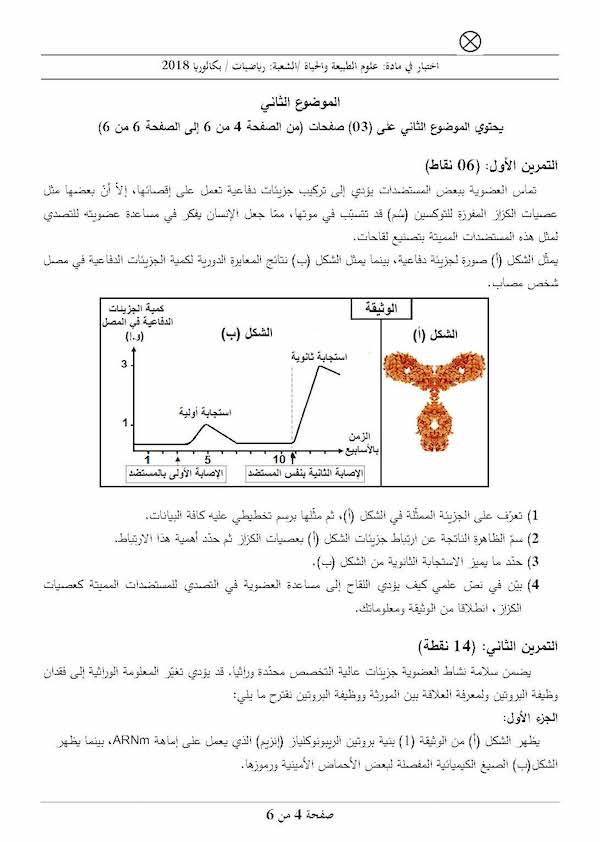 اختبار في مادة: علوم الطبيعة والحياة /الشعبة: رياضيات / بكالوريا 2018
الموضوع الثاني
يحتوي الموضوع الثاني على (03) صفحات (من الصفحة 4 من 6 إلى الصفحة 6 من 6)
التمرين الأول: (06 نقاط)
تماس العضوية ببعض المستضدات يؤدي إلى تركيب جزيئات دفاعية تعمل على إقصائها، إلاّ أنّ بعضها مثل
عصيات الكزاز المفرزة للتوكسين (سُم) قد تتسبّب في موتها، ممّا جعل الإنسان يفكر في مساعدة عضويته للتصدي
لمثل هذه المستضدات المميتة بتصنيع لقاحات.
يمثّل الشكل (أ) صورة لجزيئة دفاعية، بينما يمثل الشكل (ب) نتائج المعايرة الدورية لكمية الجزيئات الدفاعية في مصل
شخص مصاب.
الوثيقة
الشكل (أ)
الشكل (ب)
كمية الجزيئات
الدفاعية في المصل
(و.إ)
استجابة ثانوية
3
استجابة أولية
1
الزمن
بالأسابيع
1 5 10
الإصابة الأولى بالمستضد
الإصابة الثانية بنفس المستضد
1) تعرّف على الجزيئة الممثّلة في الشكل (أ)، ثم مثّلها برسم تخطيطي عليه كافة البيانات.
2) سمّ الظاهرة الناتجة عن ارتباط جزيئات الشكل (أ) بعصيات الكزاز ثم حدّد أهمية هذا الارتباط.
3) حدّد ما يميز الاستجابة الثانوية من الشكل (ب).
4) بيّن في نصّ علمي كيف يؤدي اللقاح إلى مساعدة العضوية في التصدي للمستضدات المميتة كعصيات
الكزاز، انطلاقا من الوثيقة ومعلوماتك.
التمرين الثاني: (14 نقطة)
يضمن سلامة نشاط العضوية جزيئات عالية التخصص محدّدة وراثيا. قد يؤدي تغيّر المعلومة الوراثية إلى فقدان
وظيفة البروتين ولمعرفة العلاقة بين المورثة ووظيفة البروتين نقترح ما يلي:
الجزء الأول:
يظهر الشكل (أ) من الوثيقة (1) بنية بروتين الريبونوكلياز (إنزيم) الذي يعمل على إماهة ARNm، بينما يظهر
الشكل(ب) الصيغ الكيميائية المفصلة لبعض الأحماض الأمينية ورموزها.
صفحة 4 من 6